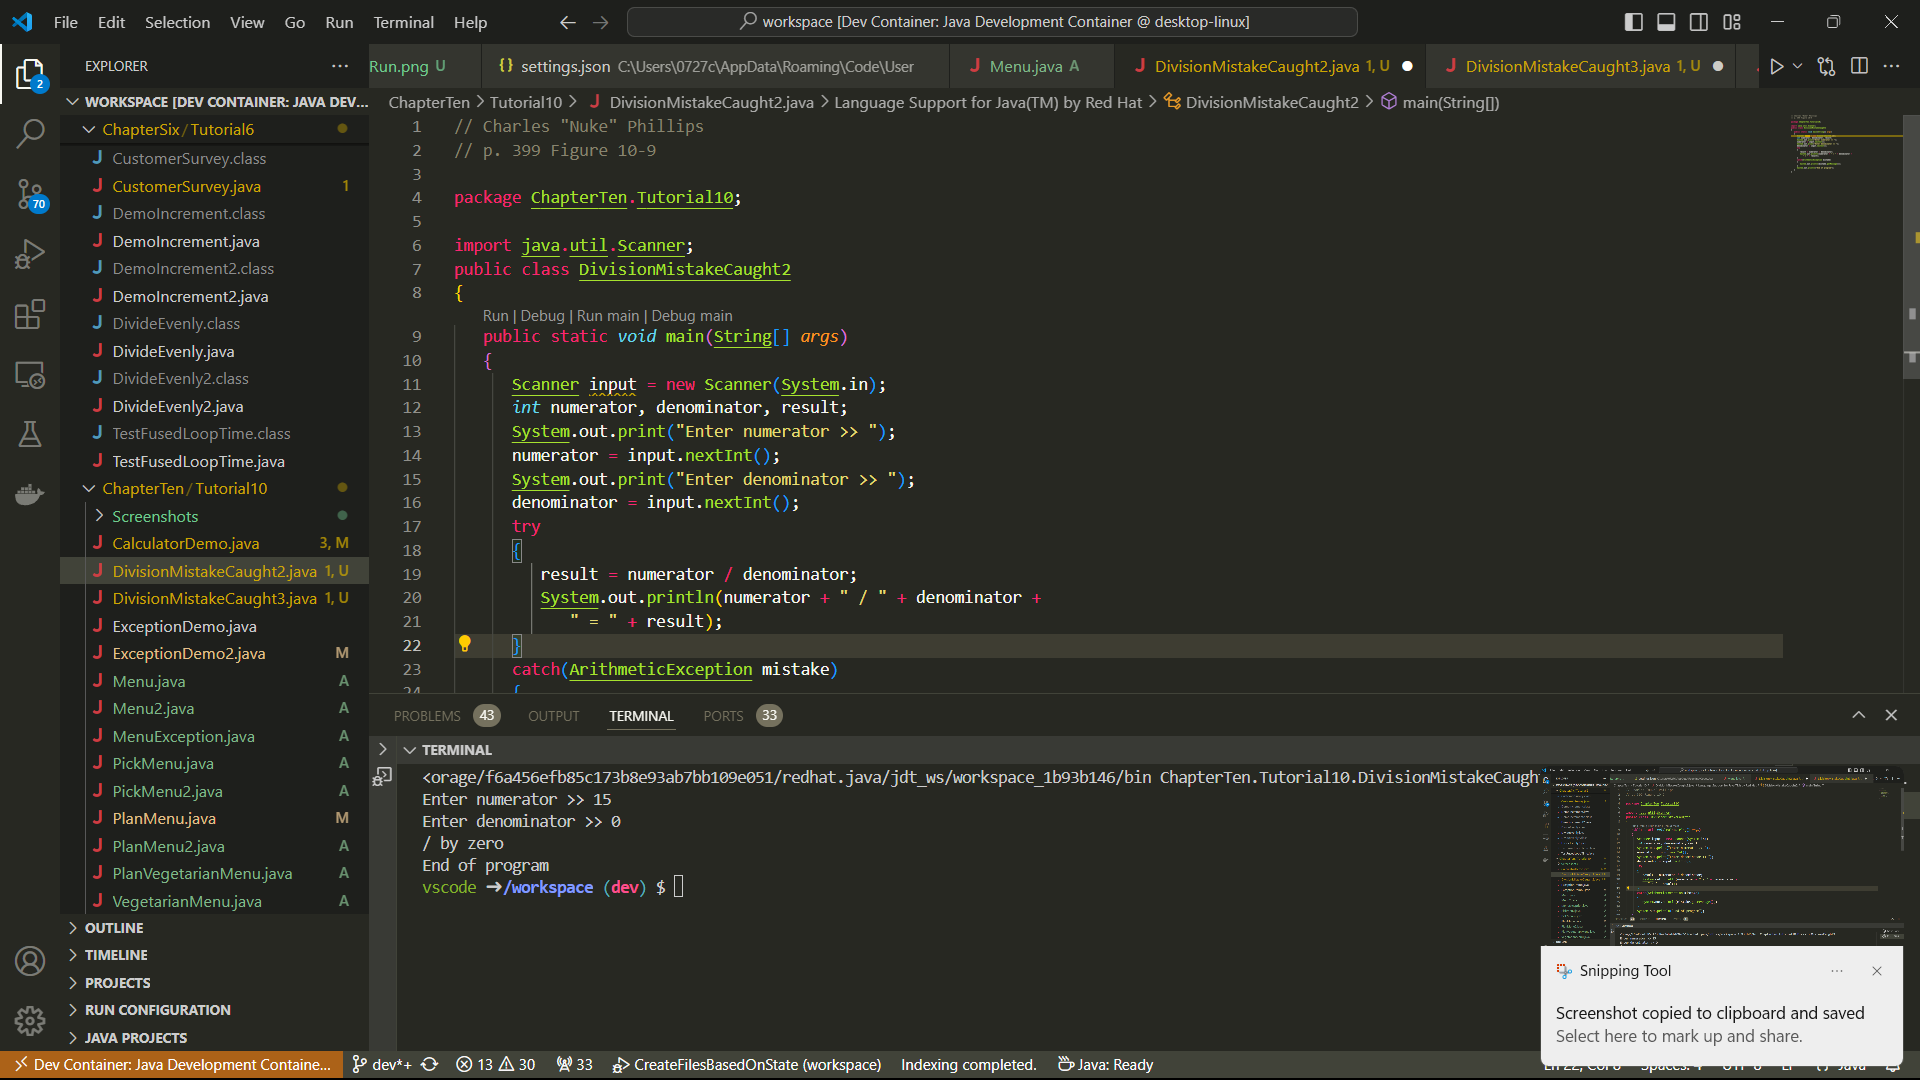 File Edit Selection View Go Run Terminal Help
workspace [Dev Container: Java Development Container @ desktop-linux]
2
70
EXPLORER
WORKSPACE [DEV CONTAINER: JAVA DEV...
ChapterSix / Tutorial6
CustomerSurvey.class
CustomerSurvey.java 1
DemoIncrement.class
DemoIncrement.java
DemoIncrement2.class
DemoIncrement2.java
DivideEvenly.class
DivideEvenly.java
DivideEvenly2.class
DivideEvenly2.java
TestFusedLoopTime.class
TestFusedLoopTime.java
ChapterTen / Tutorial10
Screenshots
CalculatorDemo.java 3, M
DivisionMistakeCaught2.java 1, U
DivisionMistakeCaught3.java 1, U
ExceptionDemo.java
ExceptionDemo2.java M
Menu.java A
Menu2.java A
MenuException.java A
PickMenu.java A
PickMenu2.java A
PlanMenu.java M
PlanMenu2.java A
PlanVegetarianMenu.java A
VegetarianMenu.java A
OUTLINE
TIMELINE
PROJECTS
RUN CONFIGURATION
JAVA PROJECTS
Run.png U
{} settings.json C:\Users\0727c\AppData\Roaming\Code\User
Menu.java A
DivisionMistakeCaught2.java 1, U
DivisionMistakeCaught3.java 1, U
ChapterTen > Tutorial10 > DivisionMistakeCaught2.java > Language Support for Java(TM) by Red Hat > DivisionMistakeCaught2 > main(String[])
1 // Charles "Nuke" Phillips
2 // p. 399 Figure 10-9
3
4 package ChapterTen.Tutorial10;
5
6 import java.util.Scanner;
7 public class DivisionMistakeCaught2
8 {
Run | Debug | Run main | Debug main
9 public static void main(String[] args)
10 {
11 Scanner input = new Scanner(System.in);
12 int numerator, denominator, result;
13 System.out.print("Enter numerator >> ");
14 numerator = input.nextInt();
15 System.out.print("Enter denominator >> ");
16 denominator = input.nextInt();
17 try
18 {
19 result = numerator / denominator;
20 System.out.println(numerator + " / " + denominator +
21 " = " + result);
22 }
23 catch(ArithmeticException mistake)
24 {
PROBLEMS 43 OUTPUT TERMINAL PORTS 33
TERMINAL
<orage/f6a456efb85c173b8e93ab7bb109e051/redhat.java/jdt_ws/workspace_1b93b146/bin ChapterTen.Tutorial10.DivisionMistakeCaugh
Enter numerator >> 15
Enter denominator >> 0
/ by zero
End of program
vscode ➜/workspace (dev) $
Snipping Tool
Screenshot copied to clipboard and saved
Select here to mark up and share.
Dev Container: Java Development Containe... dev*+ 13 30 33 CreateFilesBasedOnState (workspace) Indexing completed. Java: Ready